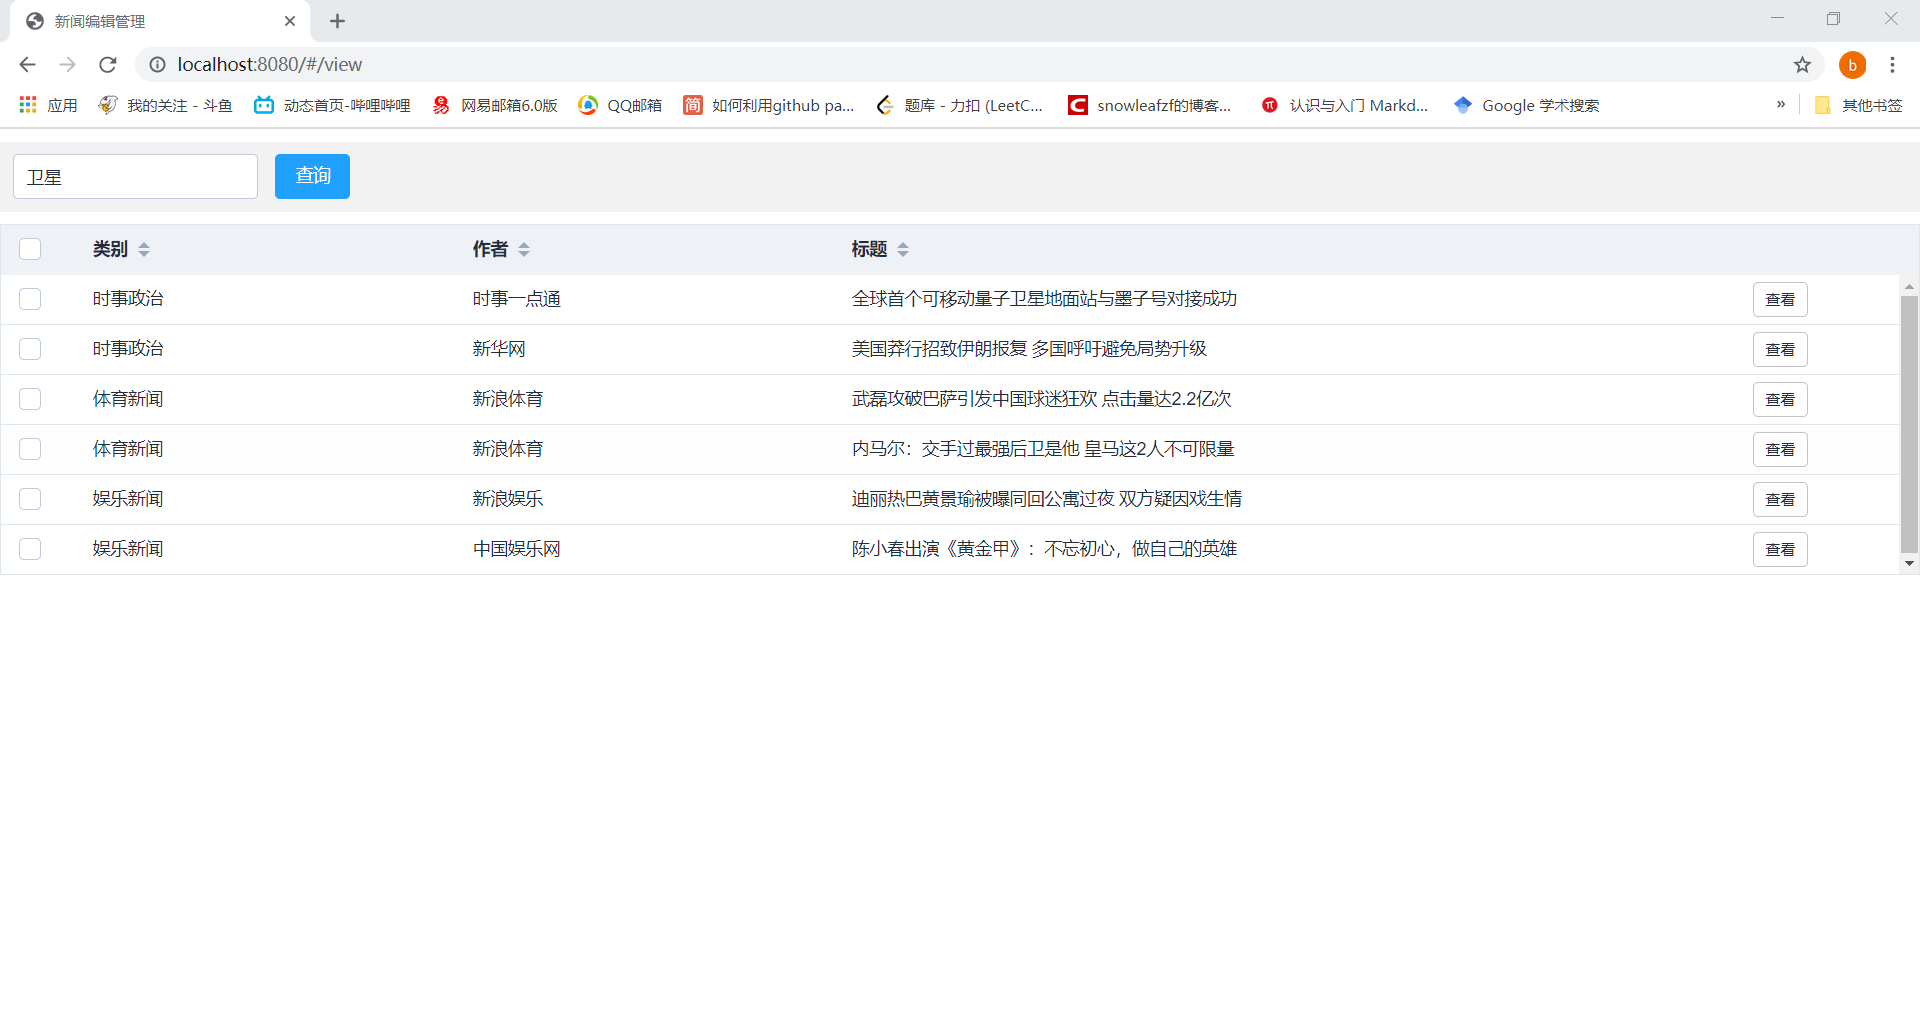 新闻编辑管理
localhost:8080/#/view
应用 我的关注 - 斗鱼 动态首页-哔哩哔哩 易 网易邮箱6.0版 QQ邮箱 简 如何利用github pa... 题库 - 力扣 (LeetC... C snowleafzf的博客... π 认识与入门 Markd... Google 学术搜索 » 其他书签
b
卫星 查询
类别 作者 标题
时事政治 时事一点通 全球首个可移动量子卫星地面站与墨子号对接成功 查看
时事政治 新华网 美国莽行招致伊朗报复 多国呼吁避免局势升级 查看
体育新闻 新浪体育 武磊攻破巴萨引发中国球迷狂欢 点击量达2.2亿次 查看
体育新闻 新浪体育 内马尔：交手过最强后卫是他 皇马这2人不可限量 查看
娱乐新闻 新浪娱乐 迪丽热巴黄景瑜被曝同回公寓过夜 双方疑因戏生情 查看
娱乐新闻 中国娱乐网 陈小春出演《黄金甲》：不忘初心，做自己的英雄 查看